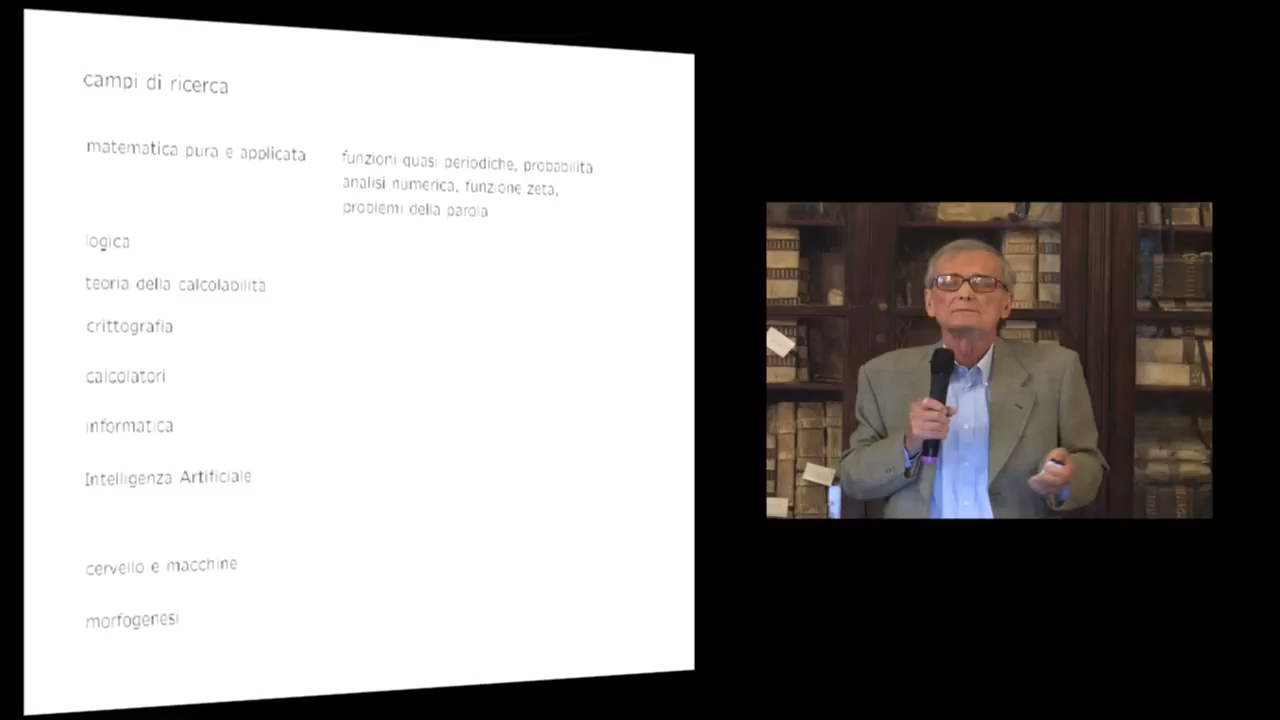 campi di ricerca
matematica pura e applicata
funzioni quasi periodiche, probabilità
analisi numerica, funzione zeta,
problemi della parola
logica
teoria della calcolabilità
crittografia
calcolatori
informatica
Intelligenza Artificiale
cervello e macchine
morfogenesi